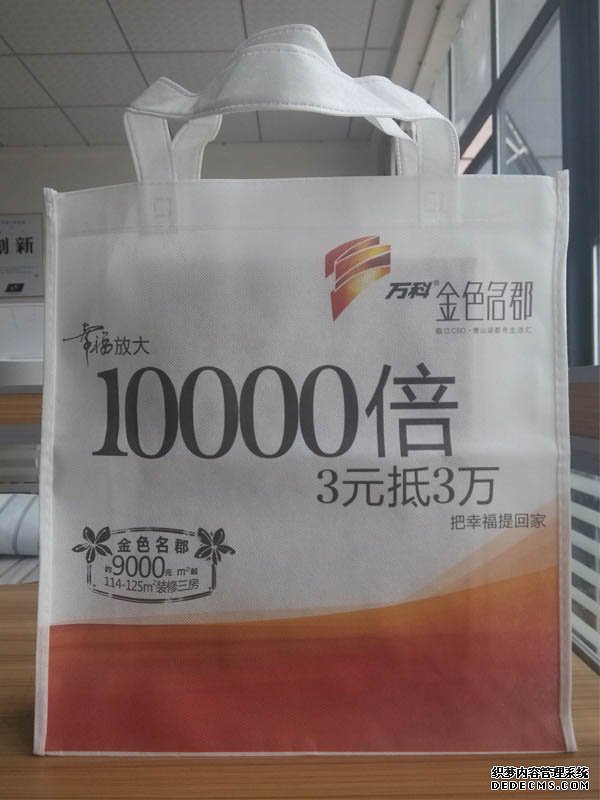 创新
万科® 金色名郡
临江CBD·青山湖都市生活汇
幸福放大
10000倍
3元抵3万
把幸福提回家
金色名郡
约9000元/m²起
114-125m²装修三房
织梦内容管理系统
DEDECMS.COM